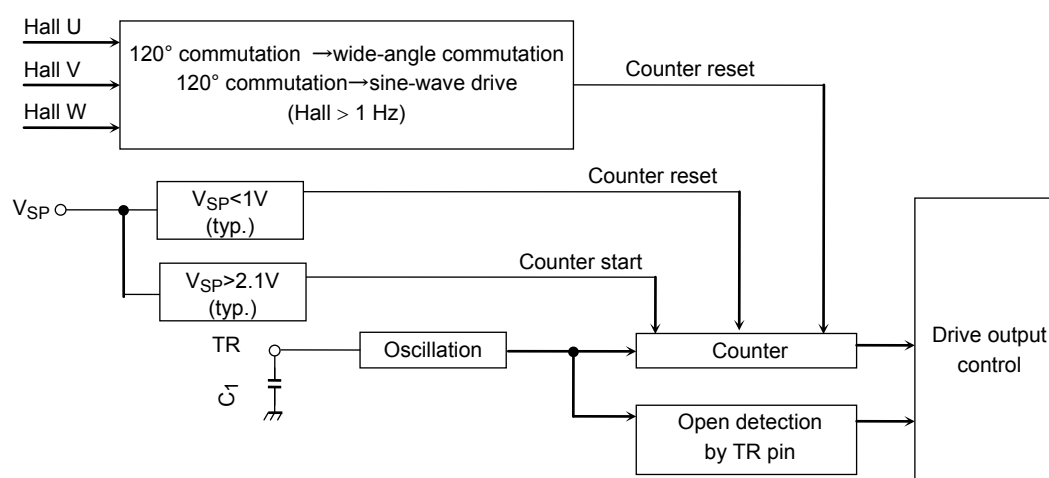 Hall U
Hall V
Hall W
120° commutation →wide-angle commutation
120° commutation→sine-wave drive
(Hall > 1 Hz)
Counter reset
Counter reset
VSP
VSP<1V
(typ.)
Counter start
VSP>2.1V
(typ.)
TR
C1
Oscillation
Counter
Drive output
control
Open detection
by TR pin